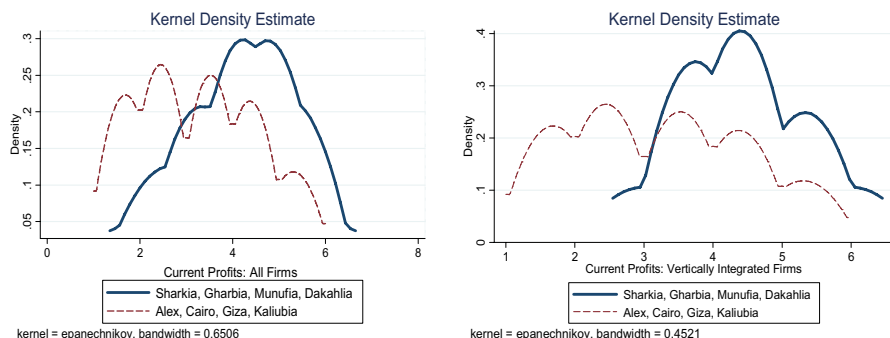 Kernel Density Estimate
.3
.25
.2
.15
.1
.05
Density
0 2 4 6 8
Current Profits: All Firms
Sharkia, Gharbia, Munufia, Dakahlia
Alex, Cairo, Giza, Kaliubia
kernel = epanechnikov, bandwidth = 0.6506
Kernel Density Estimate
.4
.3
.2
.1
0
Density
1 2 3 4 5 6
Current Profits: Vertically Integrated Firms
Sharkia, Gharbia, Munufia, Dakahlia
Alex, Cairo, Giza, Kaliubia
kernel = epanechnikov, bandwidth = 0.4521